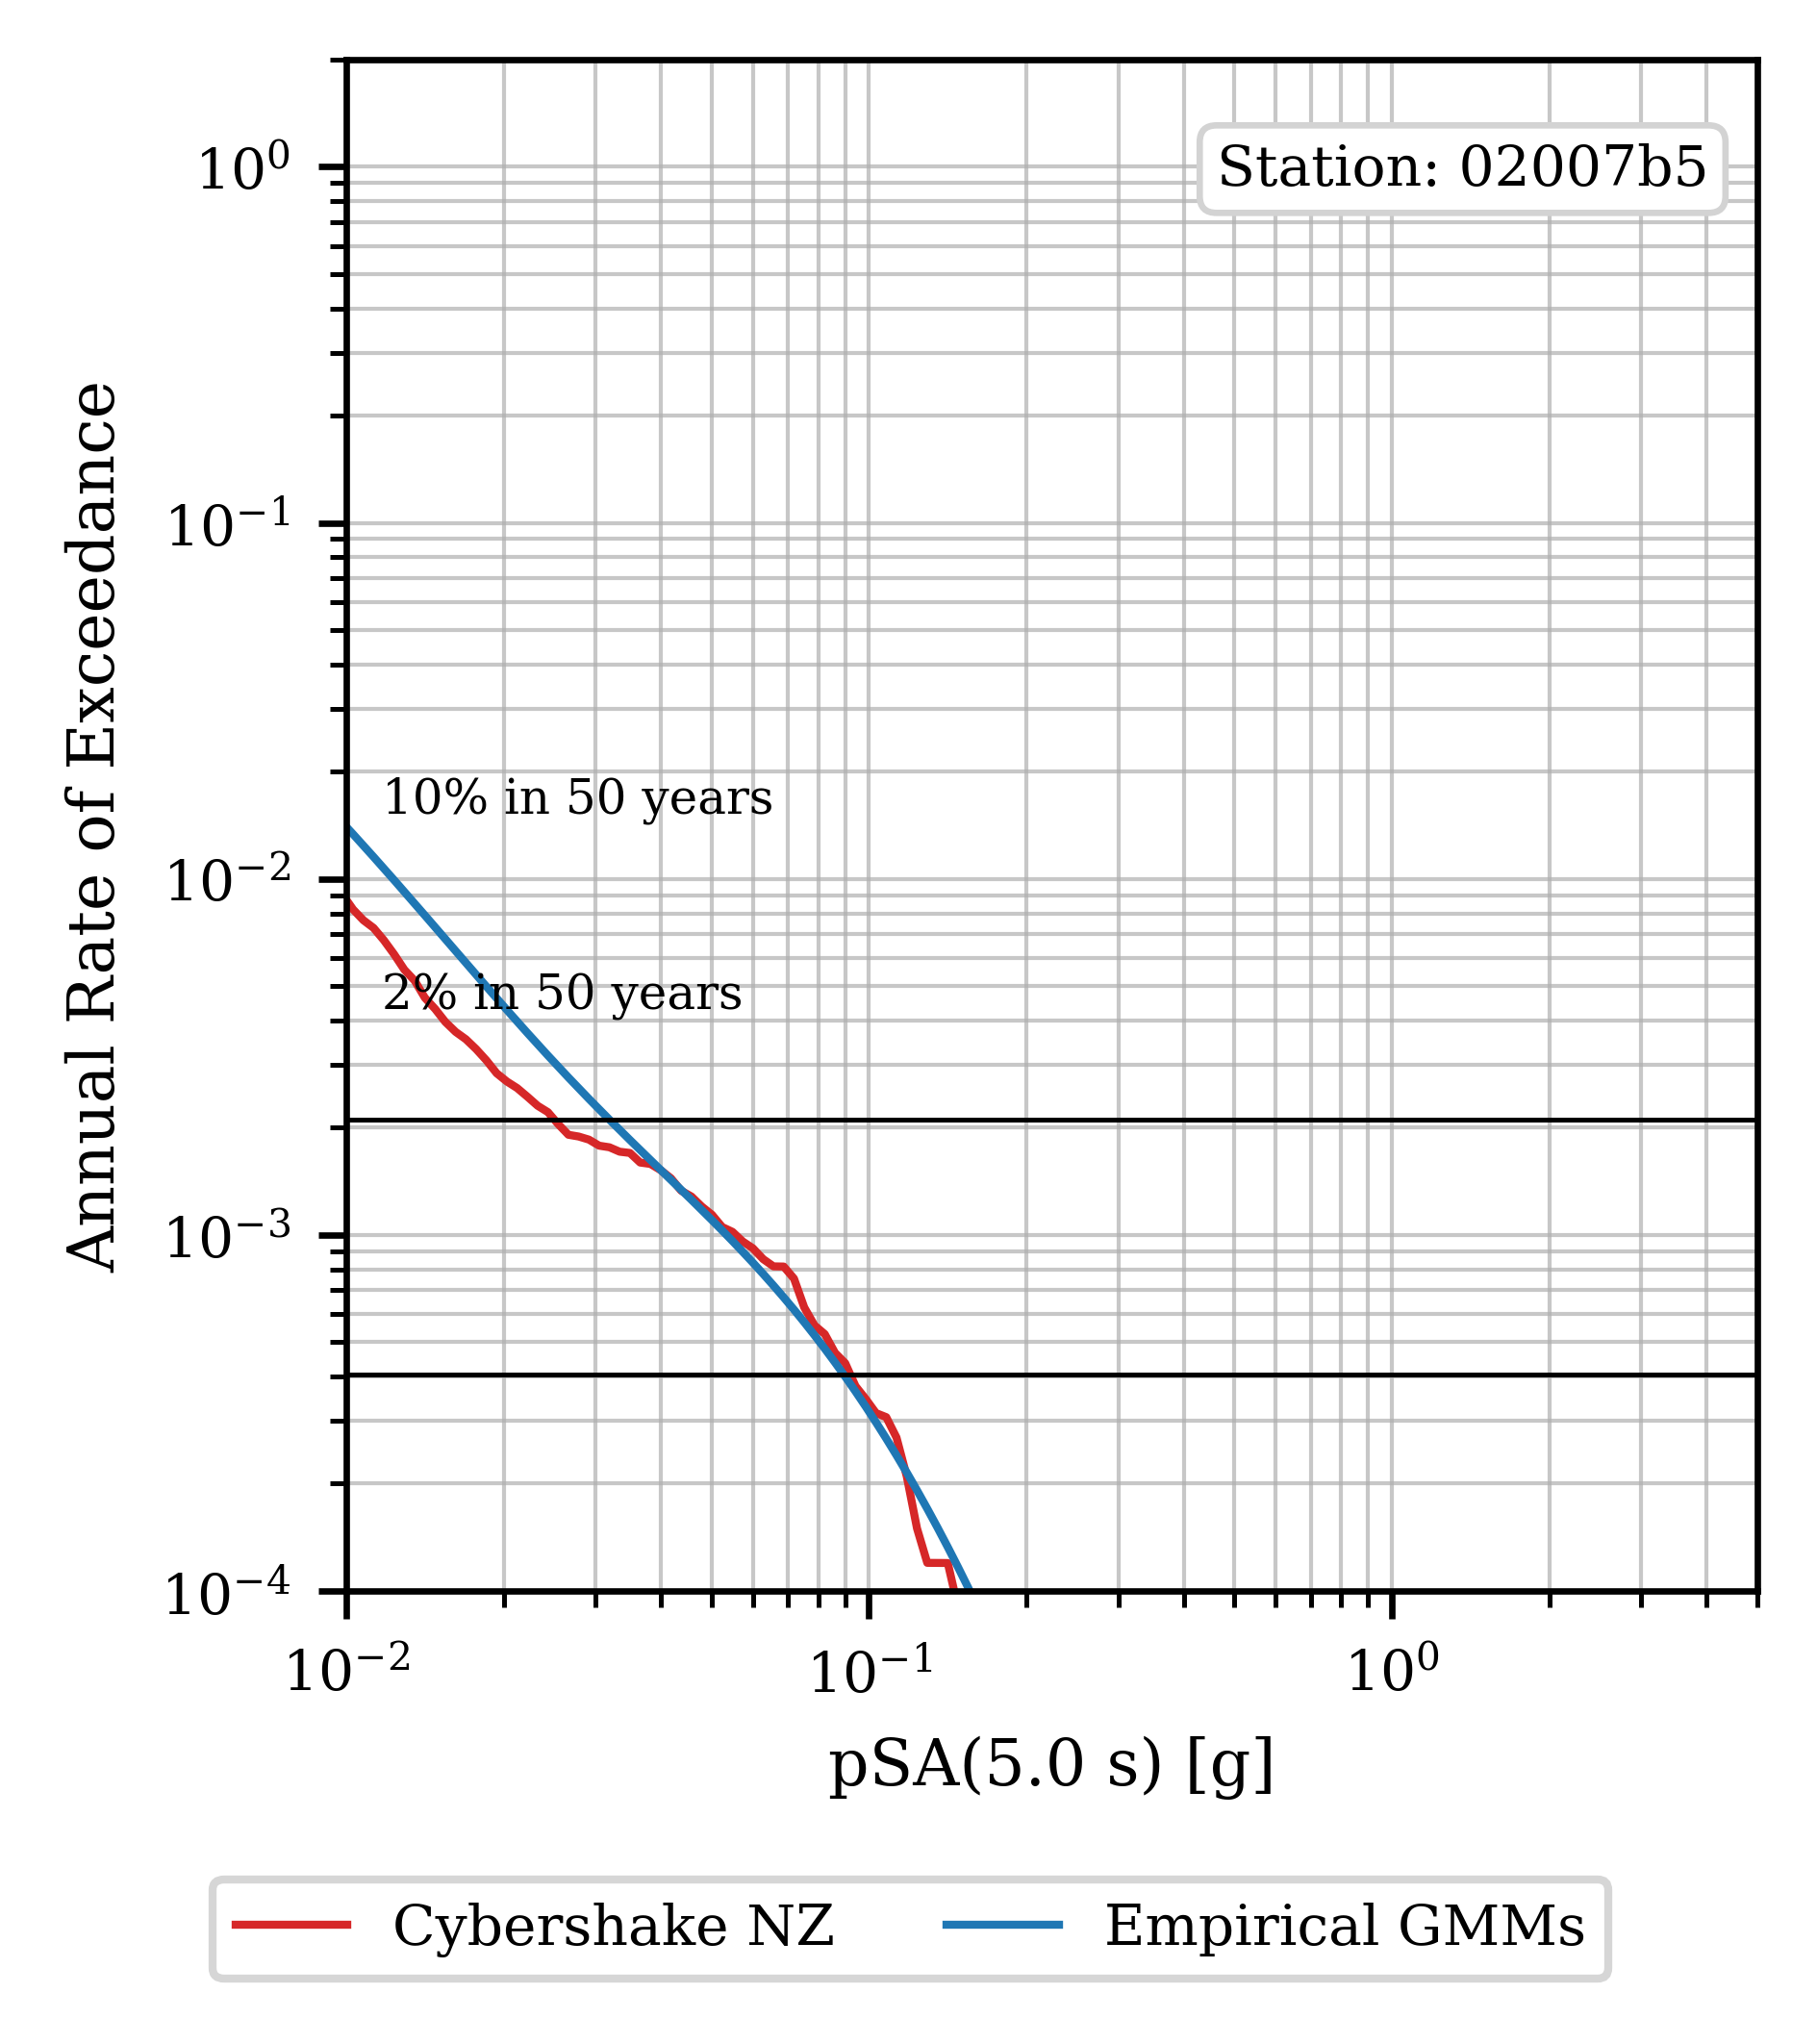 Station: 02007b5
Annual Rate of Exceedance
10⁰
10⁻¹
10⁻²
10⁻³
10⁻⁴
10% in 50 years
2% in 50 years
10⁻² 10⁻¹ 10⁰
pSA(5.0 s) [g]
Cybershake NZ Empirical GMMs